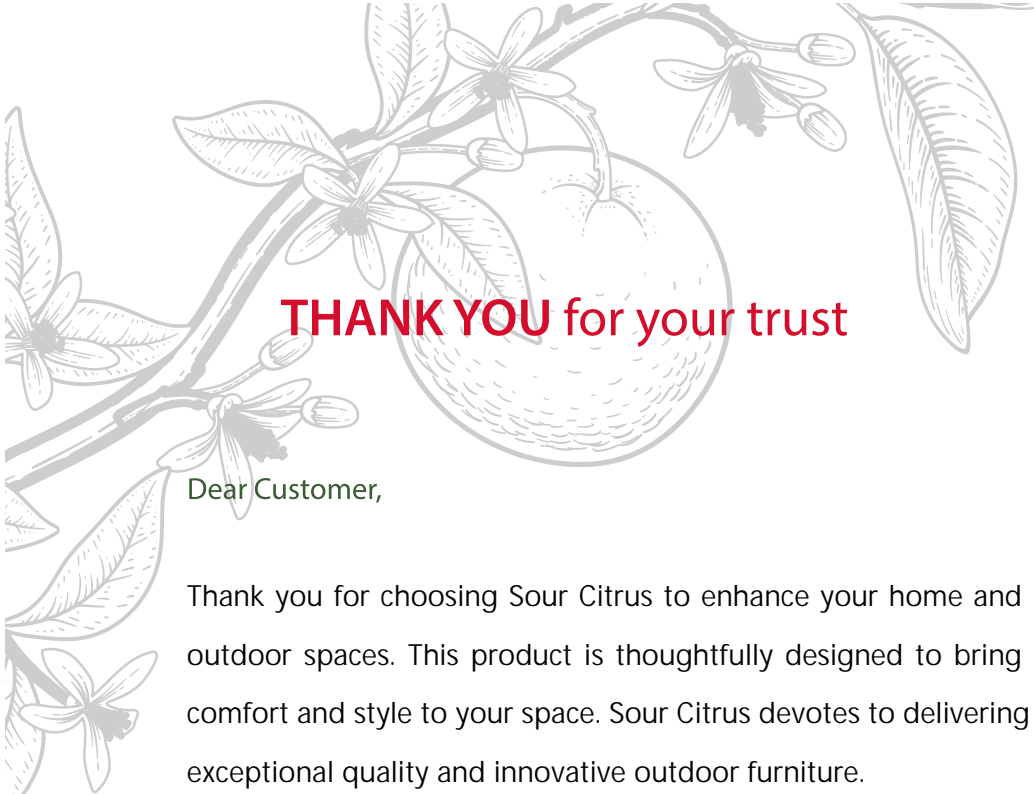 THANK YOU for your trust
Dear Customer,
Thank you for choosing Sour Citrus to enhance your home and
outdoor spaces. This product is thoughtfully designed to bring
comfort and style to your space. Sour Citrus devotes to delivering
exceptional quality and innovative outdoor furniture.